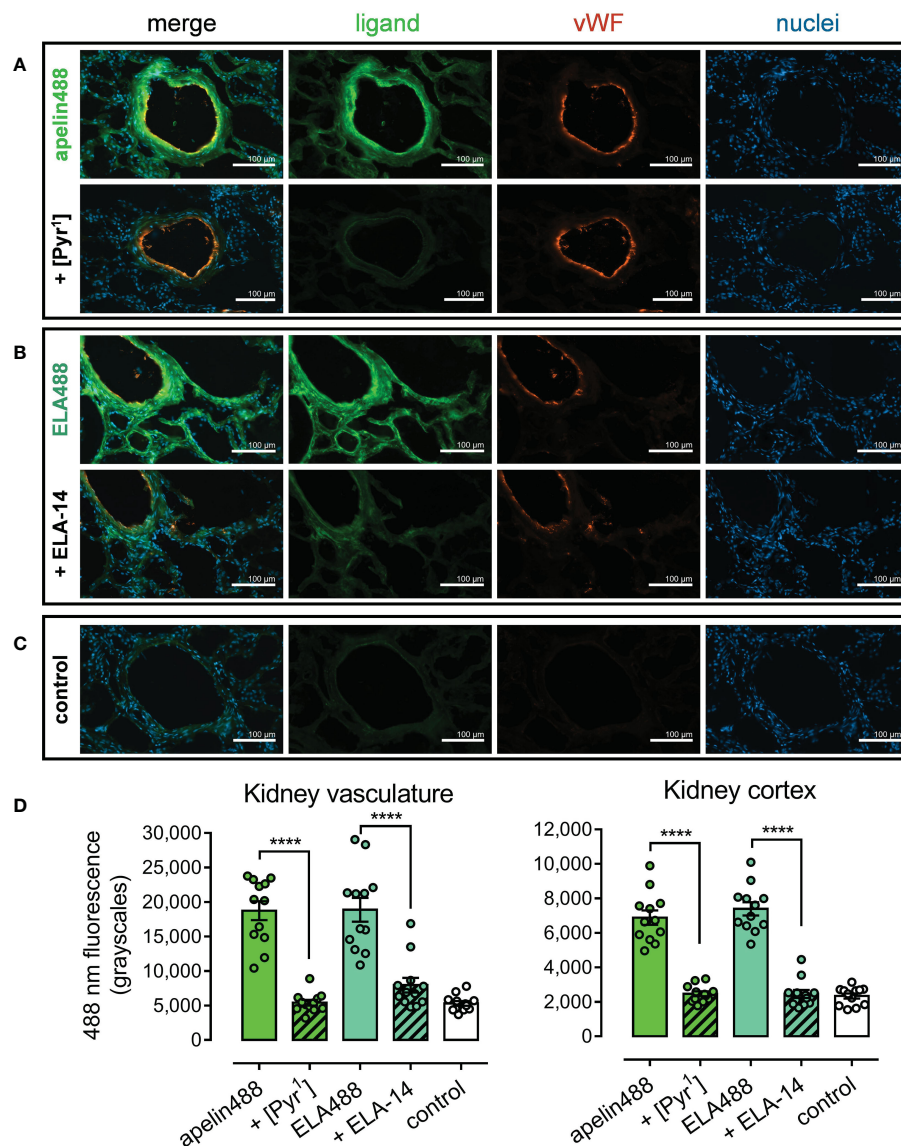 merge ligand vWF nuclei
A
apelin488
100 µm 100 µm 100 µm 100 µm
+ [Pyr¹]
100 µm 100 µm 100 µm 100 µm
B
ELA488
100 µm 100 µm 100 µm 100 µm
+ ELA-14
100 µm 100 µm 100 µm 100 µm
C
control
100 µm 100 µm 100 µm 100 µm
D
Kidney vasculature
488 nm fluorescence
(grayscales)
30,000
25,000
20,000
15,000
10,000
5,000
0
**** ****
apelin488
+ [Pyr¹]
ELA488
+ ELA-14
control
Kidney cortex
12,000
10,000
8,000
6,000
4,000
2,000
0
**** ****
apelin488
+ [Pyr¹]
ELA488
+ ELA-14
control